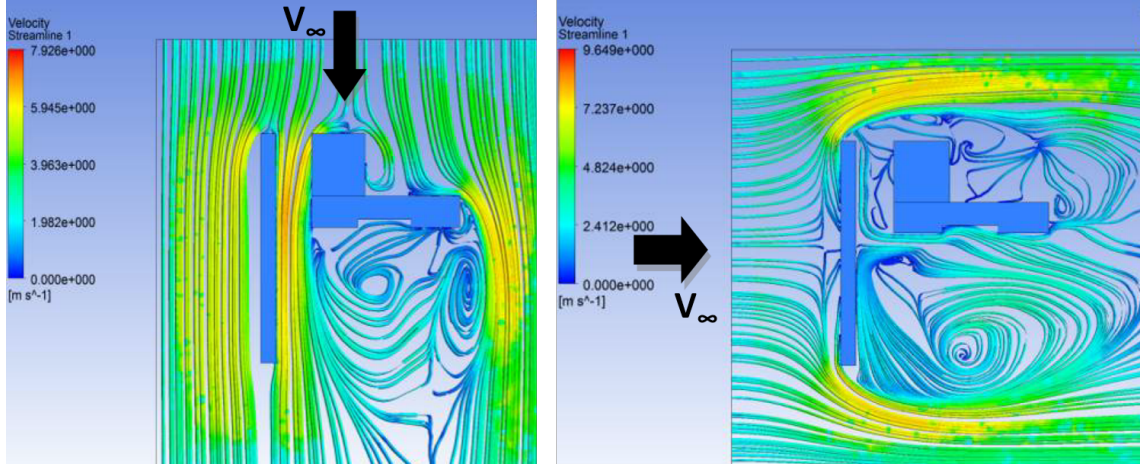 Velocity
Streamline 1
7.926e+000
5.945e+000
3.963e+000
1.982e+000
0.000e+000
[m s^-1]
V∞
Velocity
Streamline 1
9.649e+000
7.237e+000
4.824e+000
2.412e+000
0.000e+000
[m s^-1]
V∞